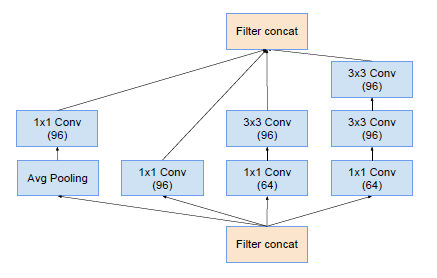 Filter concat
3x3 Conv
(96)
1x1 Conv
(96)
3x3 Conv
(96)
3x3 Conv
(96)
Avg Pooling
1x1 Conv
(96)
1x1 Conv
(64)
1x1 Conv
(64)
Filter concat